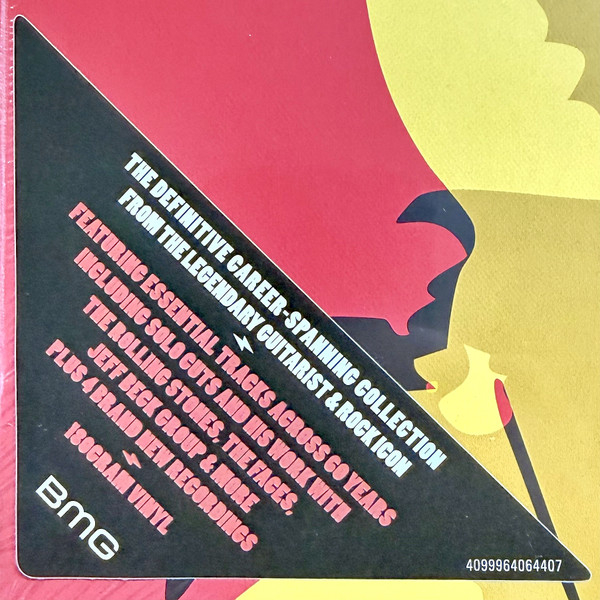 THE DEFINITIVE CAREER-SPANNING COLLECTION
FROM THE LEGENDARY GUITARIST & ROCK ICON
FEATURING ESSENTIAL TRACKS ACROSS 60 YEARS
INCLUDING SOLO CUTS AND HIS WORK WITH
THE ROLLING STONES, THE FACES,
JEFF BECK GROUP & MORE
PLUS 4 BRAND NEW RECORDINGS
180GRAM VINYL
BMG
4099964064407